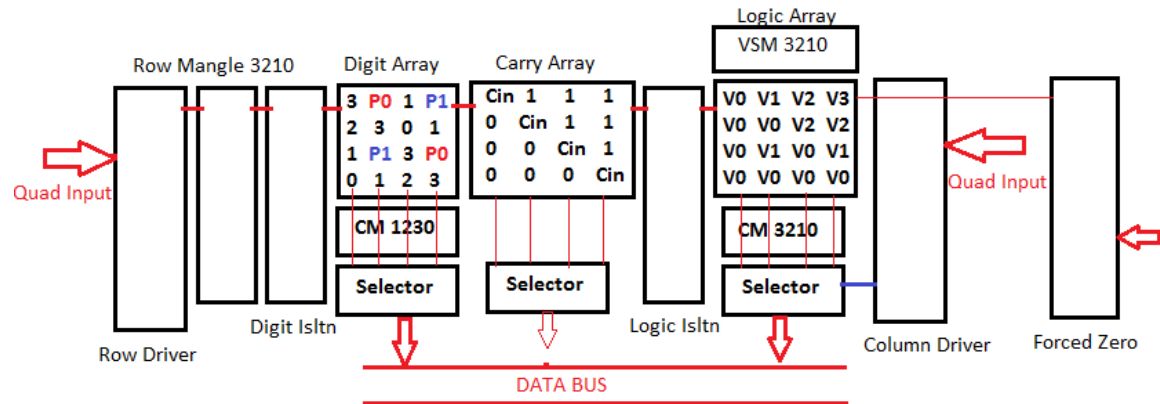 Logic Array
VSM 3210
Row Mangle 3210
Digit Array
Carry Array
3 P0 1 P1
2 3 0 1
1 P1 3 P0
0 1 2 3
Cin 1 1 1
0 Cin 1 1
0 0 Cin 1
0 0 0 Cin
V0 V1 V2 V3
V0 V0 V2 V2
V0 V1 V0 V1
V0 V0 V0 V0
Quad Input
Quad Input
CM 1230
CM 3210
Selector
Selector
Selector
Digit Isltn
Logic Isltn
Row Driver
Column Driver
Forced Zero
DATA BUS